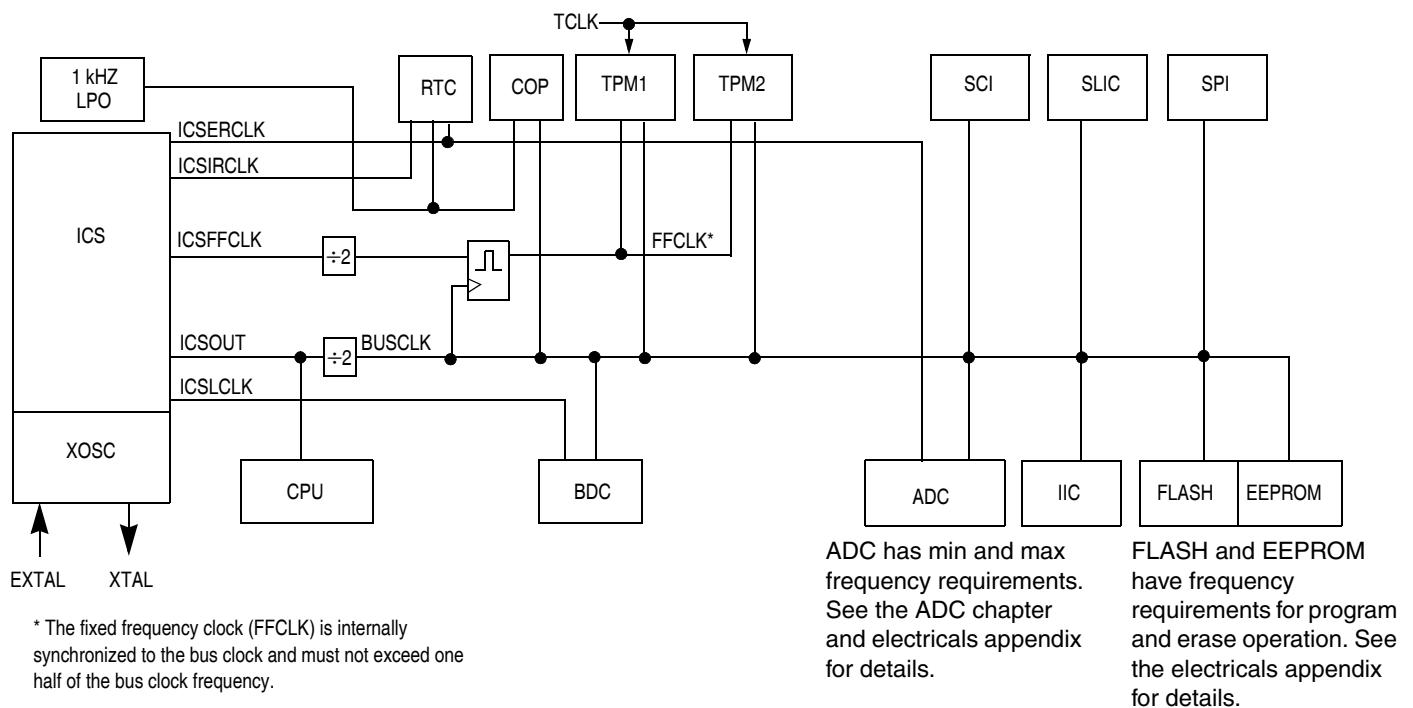 TCLK
1 kHZ
LPO
RTC
COP
TPM1
TPM2
SCI
SLIC
SPI
ICSERCLK
ICSIRCLK
ICS
ICSFFCLK
÷2
FFCLK*
ICSOUT
÷2
BUSCLK
ICSLCLK
XOSC
CPU
BDC
ADC
IIC
FLASH
EEPROM
EXTAL
XTAL
* The fixed frequency clock (FFCLK) is internally
synchronized to the bus clock and must not exceed one
half of the bus clock frequency.
ADC has min and max
frequency requirements.
See the ADC chapter
and electricals appendix
for details.
FLASH and EEPROM
have frequency
requirements for program
and erase operation. See
the electricals appendix
for details.